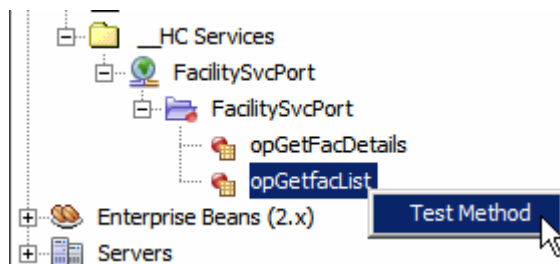 __HC Services
FacilitySvcPort
FacilitySvcPort
opGetFacDetails
opGetfacList
Test Method
Enterprise Beans (2.x)
Servers